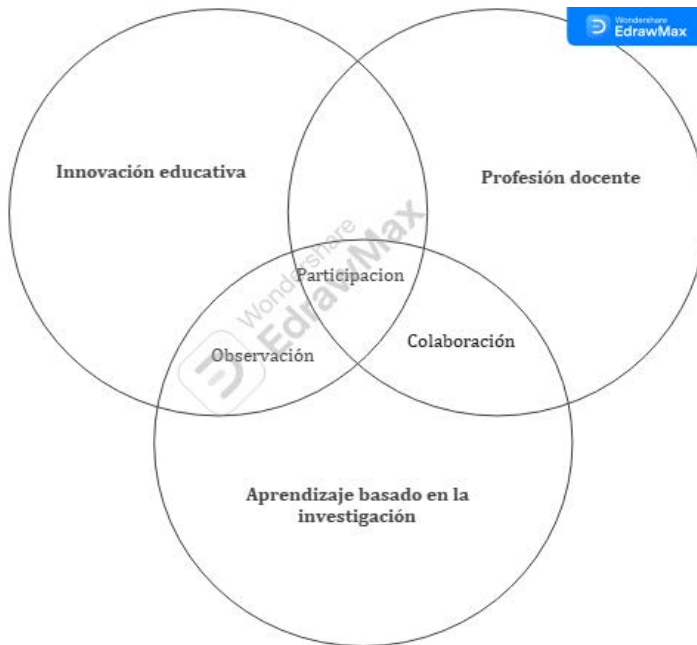 Wondershare
EdrawMax
Innovación educativa
Profesión docente
Wondershare
EdrawMax
Participacion
Observación
Colaboración
Aprendizaje basado en la
investigación